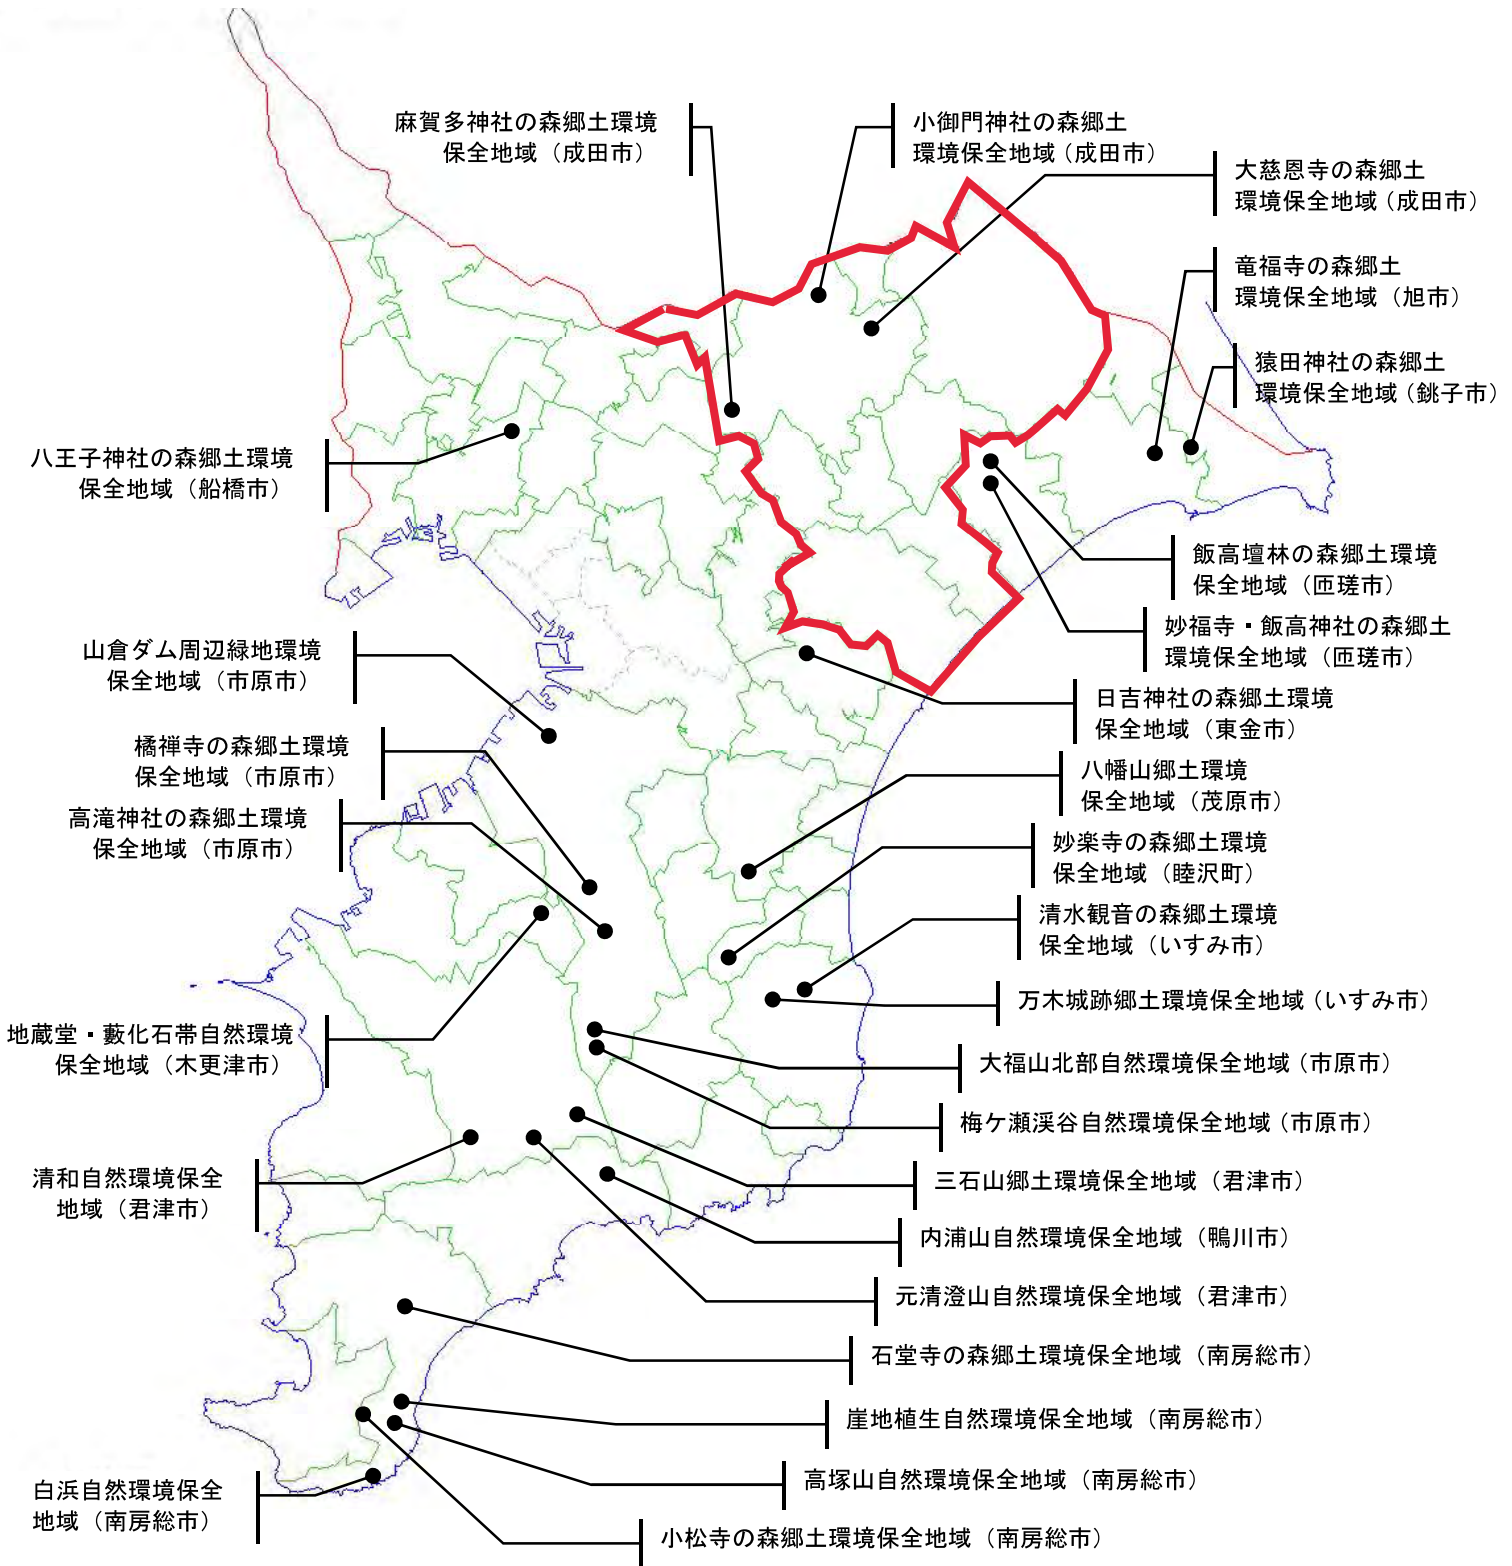 麻賀多神社の森郷土環境
保全地域（成田市）
小御門神社の森郷土
環境保全地域（成田市）
大慈恩寺の森郷土
環境保全地域（成田市）
竜福寺の森郷土
環境保全地域（旭市）
猿田神社の森郷土
環境保全地域（銚子市）
八王子神社の森郷土環境
保全地域（船橋市）
飯高壇林の森郷土環境
保全地域（匝瑳市）
妙福寺・飯高神社の森郷土
環境保全地域（匝瑳市）
山倉ダム周辺緑地環境
保全地域（市原市）
日吉神社の森郷土環境
保全地域（東金市）
橘禅寺の森郷土環境
保全地域（市原市）
八幡山郷土環境
保全地域（茂原市）
高滝神社の森郷土環境
保全地域（市原市）
妙楽寺の森郷土環境
保全地域（睦沢町）
清水観音の森郷土環境
保全地域（いすみ市）
万木城跡郷土環境保全地域（いすみ市）
地蔵堂・藪化石帯自然環境
保全地域（木更津市）
大福山北部自然環境保全地域（市原市）
梅ケ瀬渓谷自然環境保全地域（市原市）
清和自然環境保全
地域（君津市）
三石山郷土環境保全地域（君津市）
内浦山自然環境保全地域（鴨川市）
元清澄山自然環境保全地域（君津市）
石堂寺の森郷土環境保全地域（南房総市）
崖地植生自然環境保全地域（南房総市）
高塚山自然環境保全地域（南房総市）
白浜自然環境保全
地域（南房総市）
小松寺の森郷土環境保全地域（南房総市）